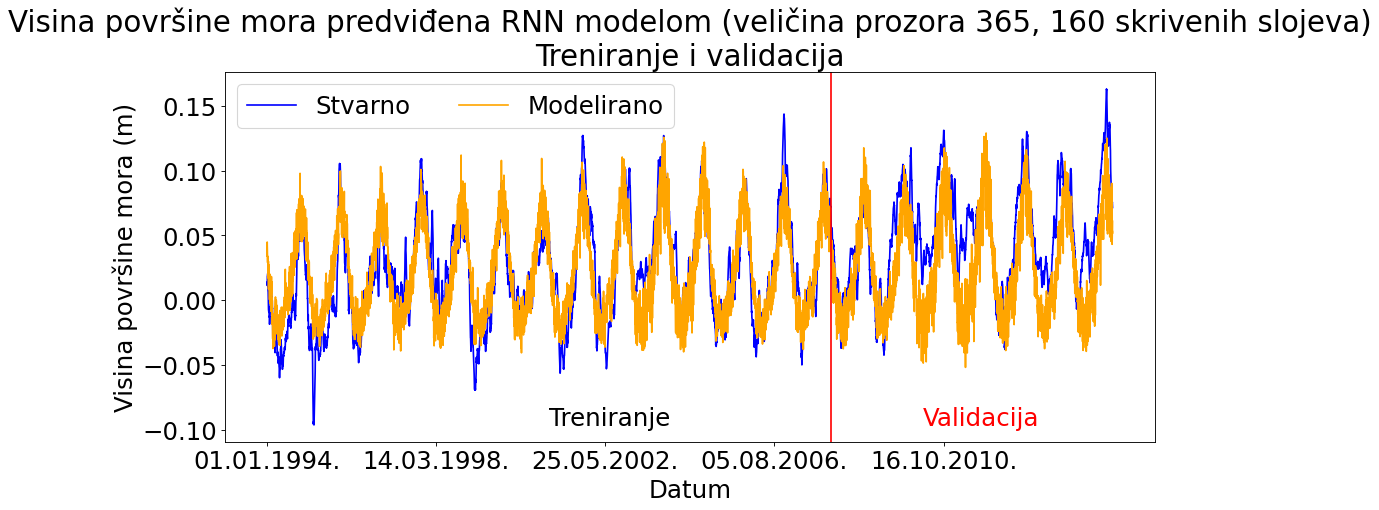 Visina površine mora predviđena RNN modelom (veličina prozora 365, 160 skrivenih slojeva)
Treniranje i validacija
Stvarno
Modelirano
Visina površine mora (m)
0.15
0.10
0.05
0.00
−0.05
−0.10
Treniranje
Validacija
01.01.1994.
14.03.1998.
25.05.2002.
05.08.2006.
16.10.2010.
Datum